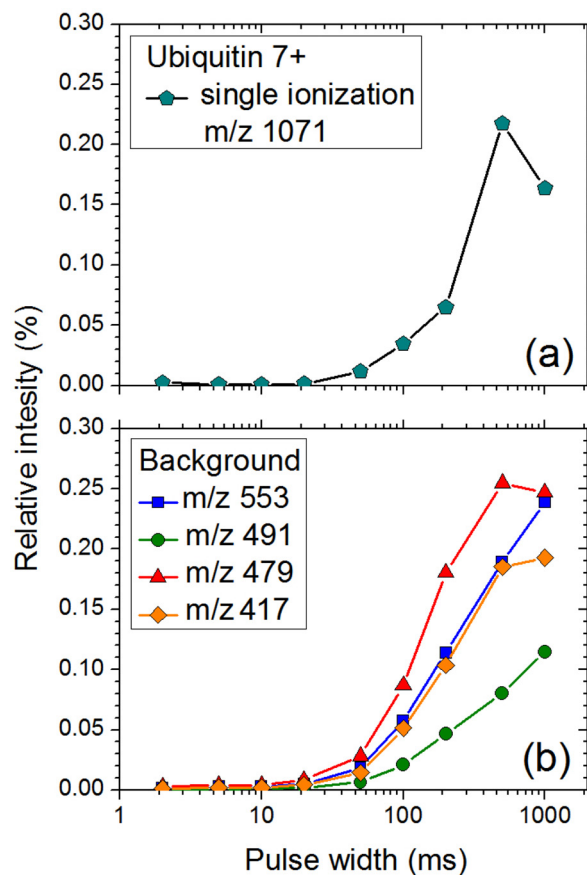 0.30
Ubiquitin 7+
0.25
single ionization
m/z 1071
0.20
0.15
0.10
0.05
(a)
0.00
Relative intesity (%)
0.30
Background
0.25
m/z 553
m/z 491
0.20
m/z 479
m/z 417
0.15
0.10
0.05
(b)
0.00
1 10 100 1000
Pulse width (ms)